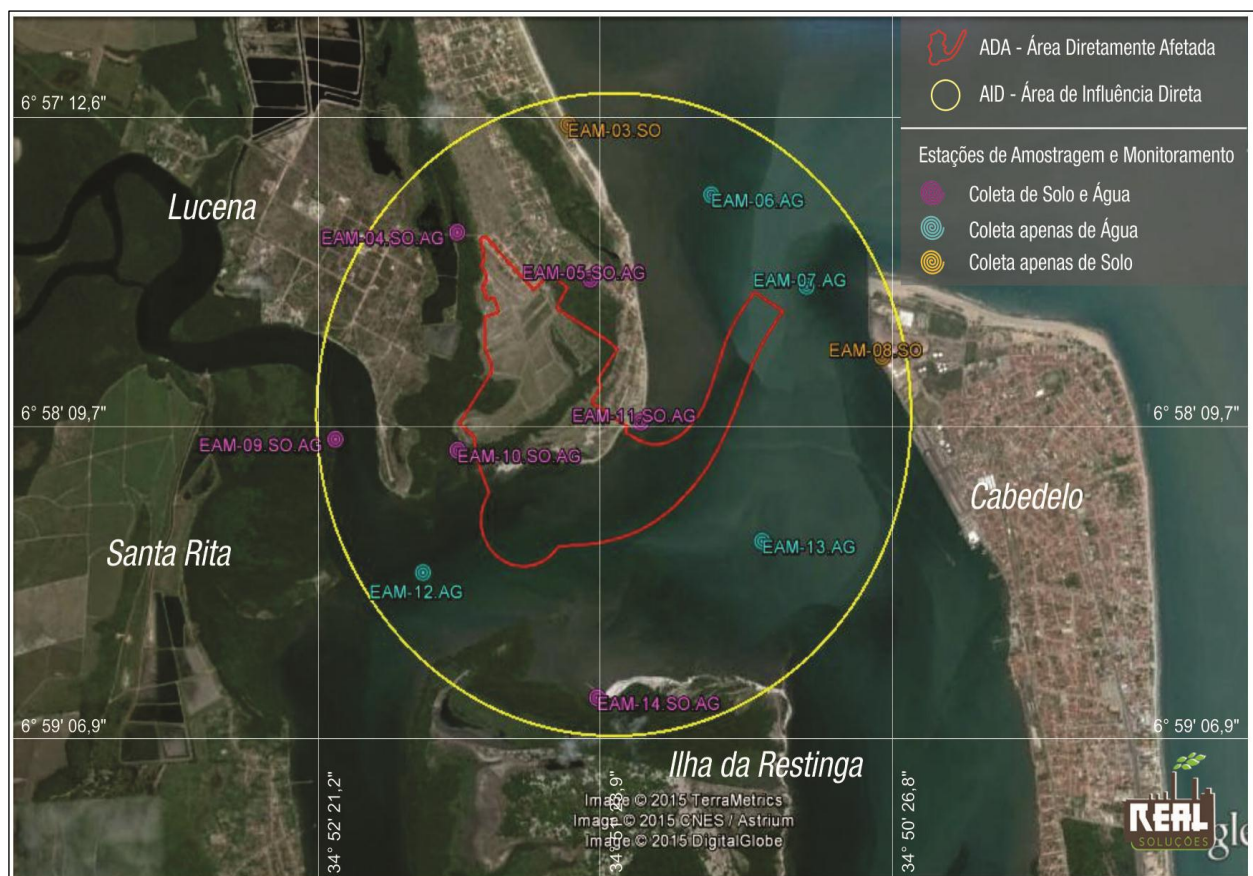 ADA - Área Diretamente Afetada
AID - Área de Influência Direta
Estações de Amostragem e Monitoramento
Coleta de Solo e Água
Coleta apenas de Água
Coleta apenas de Solo
6° 57' 12,6"
EAM-03.SO
Lucena
EAM-06.AG
EAM-04.SO.AG
EAM-05.SO.AG
EAM-07.AG
EAM-08.SO
6° 58' 09,7"
EAM-11.SO.AG
6° 58' 09,7"
EAM-09.SO.AG
EAM-10.SO.AG
Cabedelo
Santa Rita
EAM-13.AG
EAM-12.AG
EAM-14.SO.AG
6° 59' 06,9"
6° 59' 06,9"
Ilha da Restinga
34° 52' 21,2"
34° 50' 26,8"
Image © 2015 TerraMetrics
Image © 2015 CNES / Astrium
Image © 2015 DigitalGlobe
REAL
SOLUÇÕES